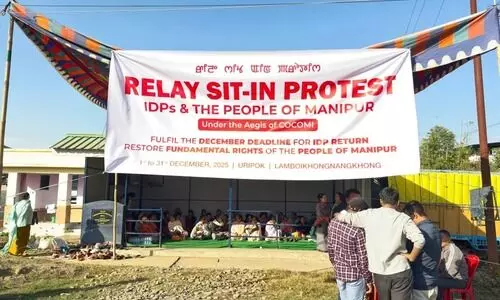 RELAY SIT-IN PROTEST
IDPs & THE PEOPLE OF MANIPUR
Under the Aegis of COCOMI
FULFIL THE DECEMBER DEADLINE FOR IDP RETURN
RESTORE FUNDAMENTAL RIGHTS OF THE PEOPLE OF MANIPUR
1st to 31st DECEMBER, 2025 | URIPOK | LAMBOIKHONGNANGKHONG